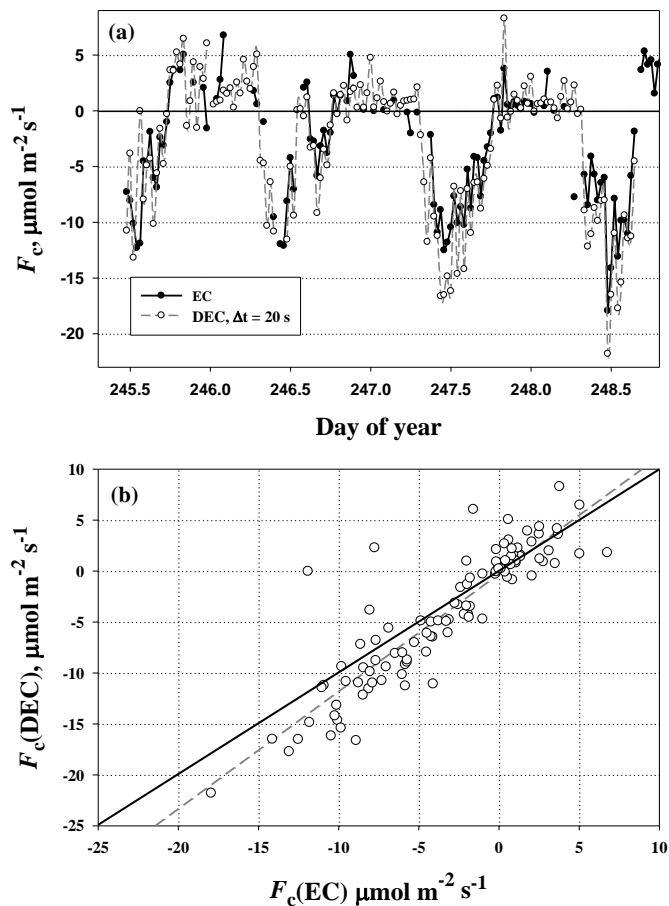 (a)
5
0
-5
-10
-15
-20
F_c, μmol m^-2 s^-1
EC
DEC, Δt = 20 s
245.5 246.0 246.5 247.0 247.5 248.0 248.5
Day of year
(b)
10
5
0
-5
-10
-15
-20
-25
F_c(DEC), μmol m^-2 s^-1
-25 -20 -15 -10 -5 0 5 10
F_c(EC) μmol m^-2 s^-1